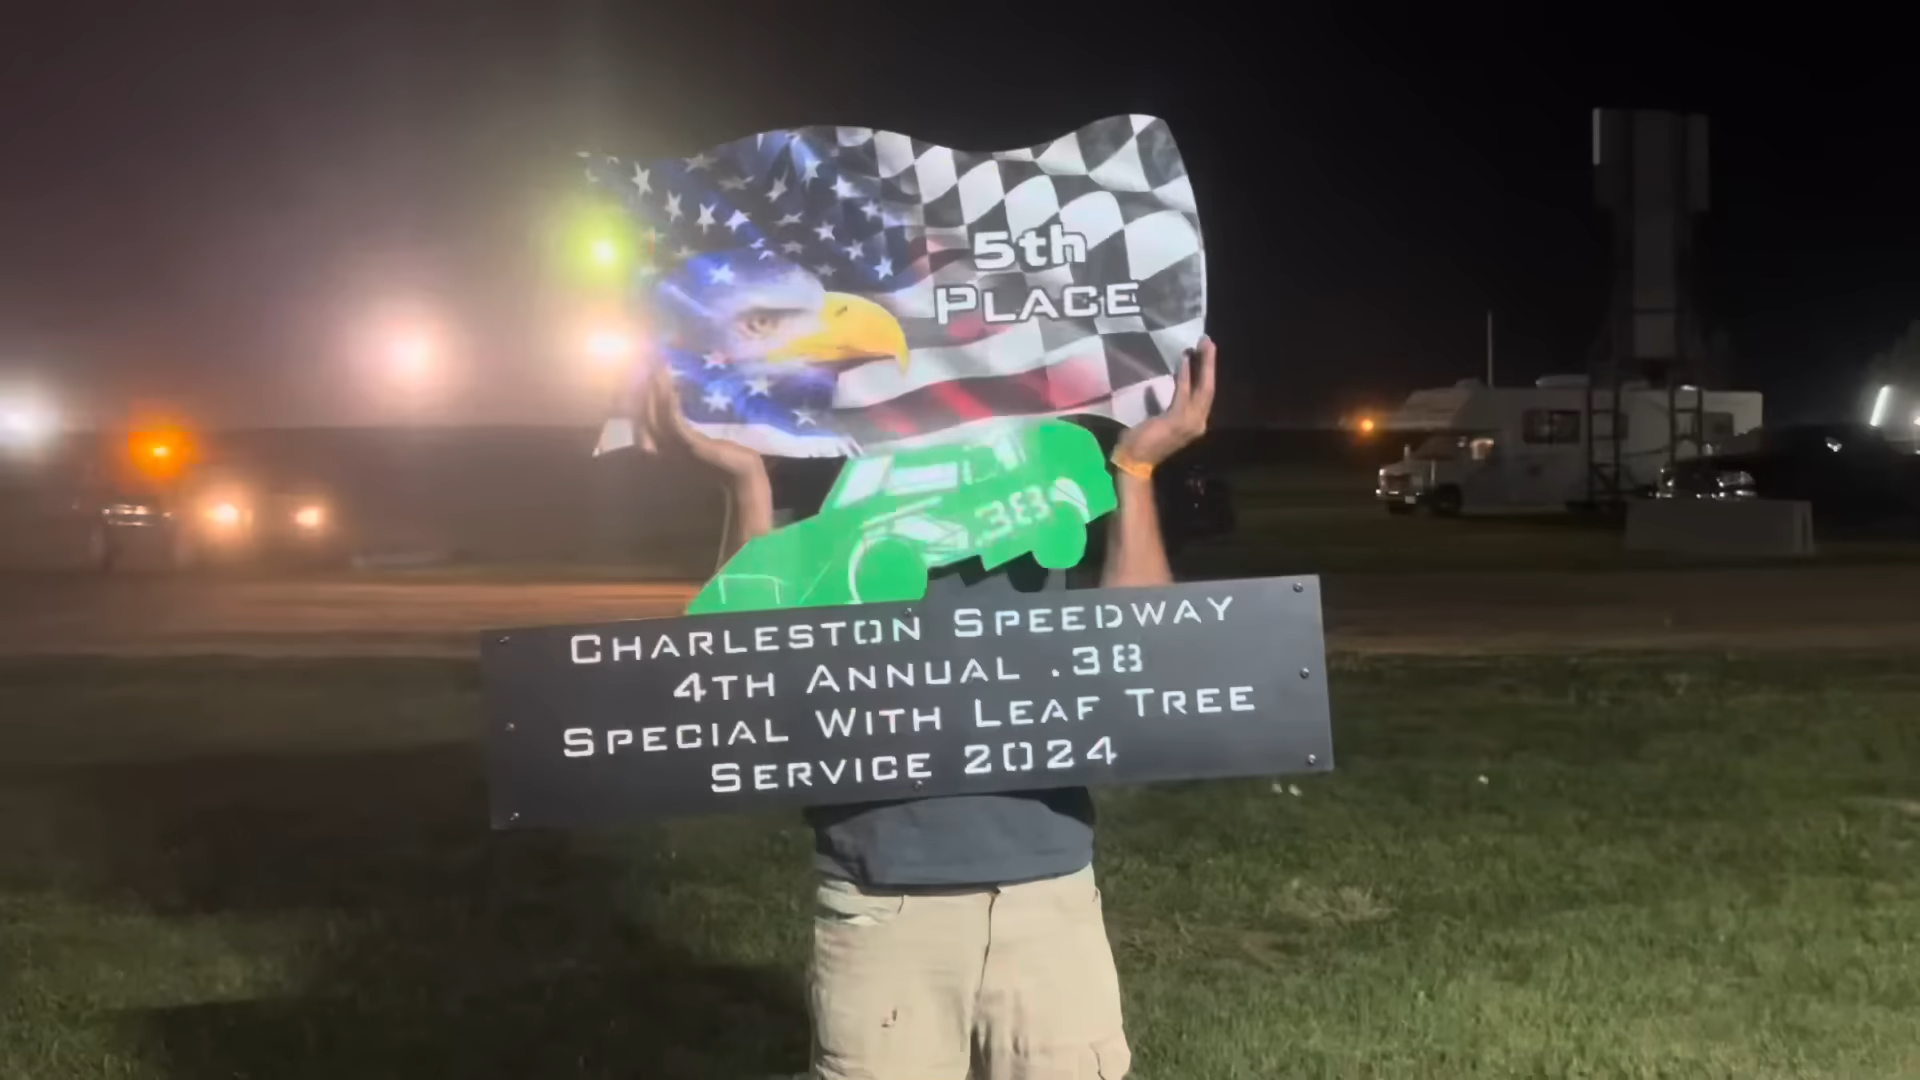 5th
PLACE
.38
CHARLESTON SPEEDWAY
4TH ANNUAL .38
SPECIAL WITH LEAF TREE
SERVICE 2024